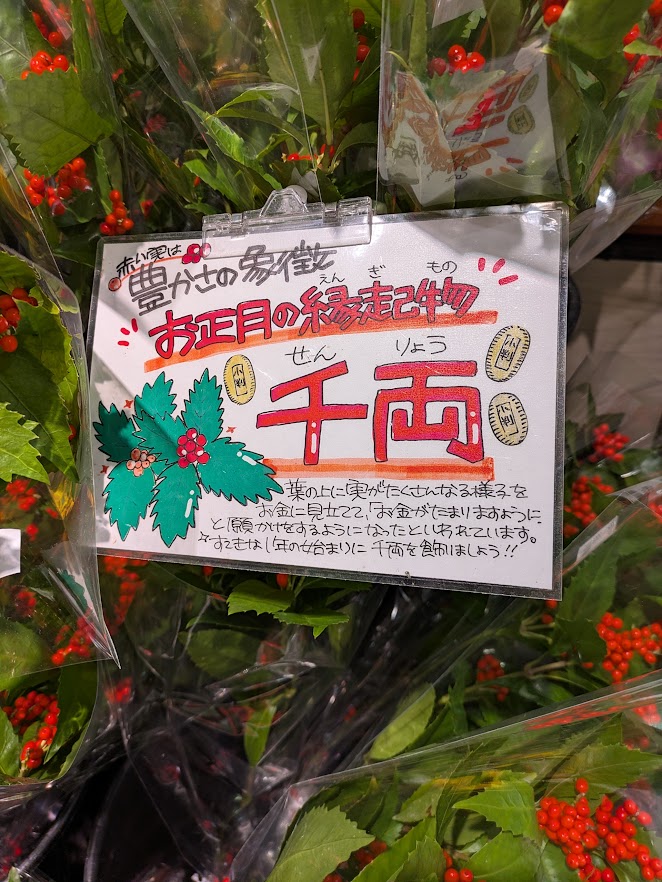 赤い実は
豊かさの象徴
えんぎもの
お正月の縁起物
せんりょう
千両
小判
小判
小判
葉の上に実がたくさんなる様子を
お金に見立てて、「お金がたまりますように」
と願かけをするようになったといわれています。
すてきな1年の始まりに千両を飾りましょう!!